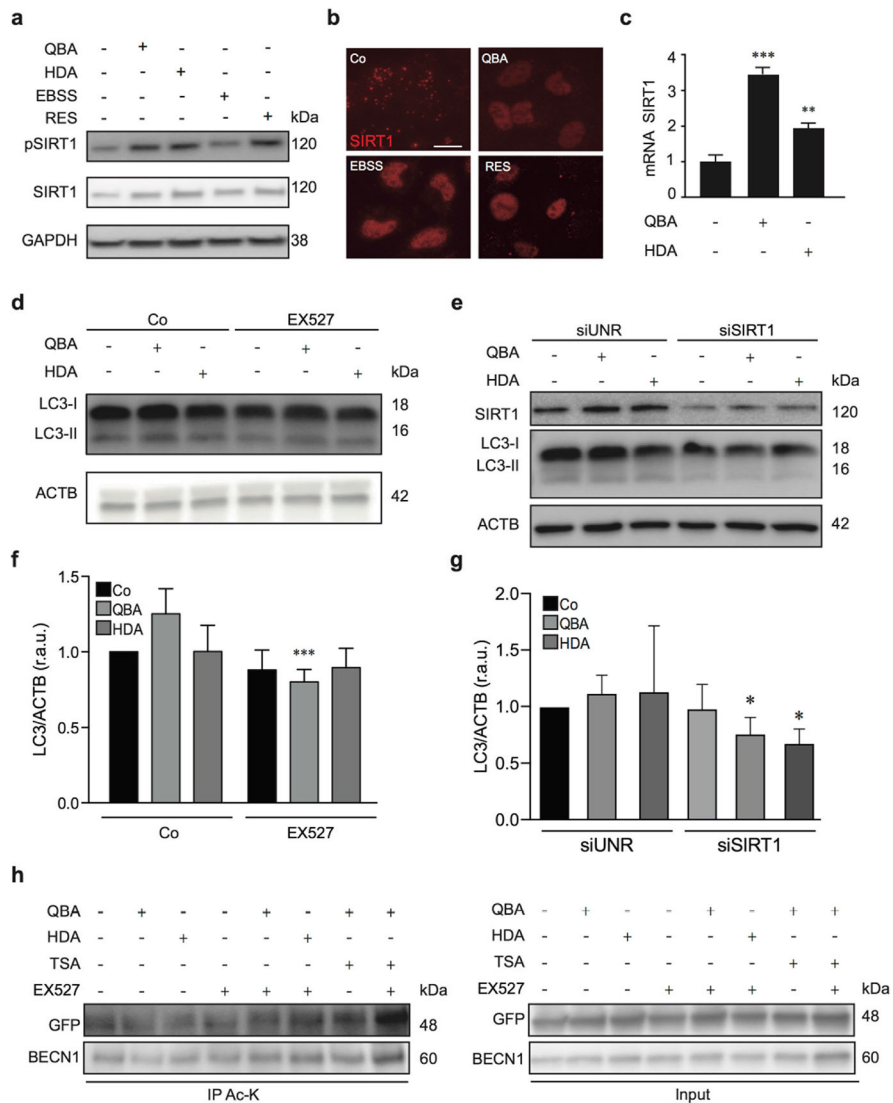 a
QBA - + - - -
HDA - - + - -
EBSS - - - + -
RES - - - - + kDa
pSIRT1 120
SIRT1 120
GAPDH 38
b
Co QBA
SIRT1
EBSS RES
c
mRNA SIRT1
4
3
2
1
0
***
**
QBA - + -
HDA - - +
d
Co EX527
QBA - + - - + -
HDA - - + - - + kDa
LC3-I 18
LC3-II 16
ACTB 42
e
siUNR siSIRT1
QBA - + - - + -
HDA - - + - - + kDa
SIRT1 120
LC3-I 18
LC3-II 16
ACTB 42
f
LC3/ACTB (r.a.u.)
1.5
1.0
0.5
0.0
Co
QBA
HDA
***
Co EX527
g
LC3/ACTB (r.a.u.)
2.0
1.5
1.0
0.5
0.0
Co
QBA
HDA
* *
siUNR siSIRT1
h
QBA - + - - + - + +
HDA - - + - - + - -
TSA - - - - - - + +
EX527 - - - + + + - + kDa
GFP 48
BECN1 60
IP Ac-K
QBA - + - - + - + +
HDA - - + - - + - -
TSA - - - - - - + +
EX527 - - - + + + - + kDa
GFP 48
BECN1 60
Input